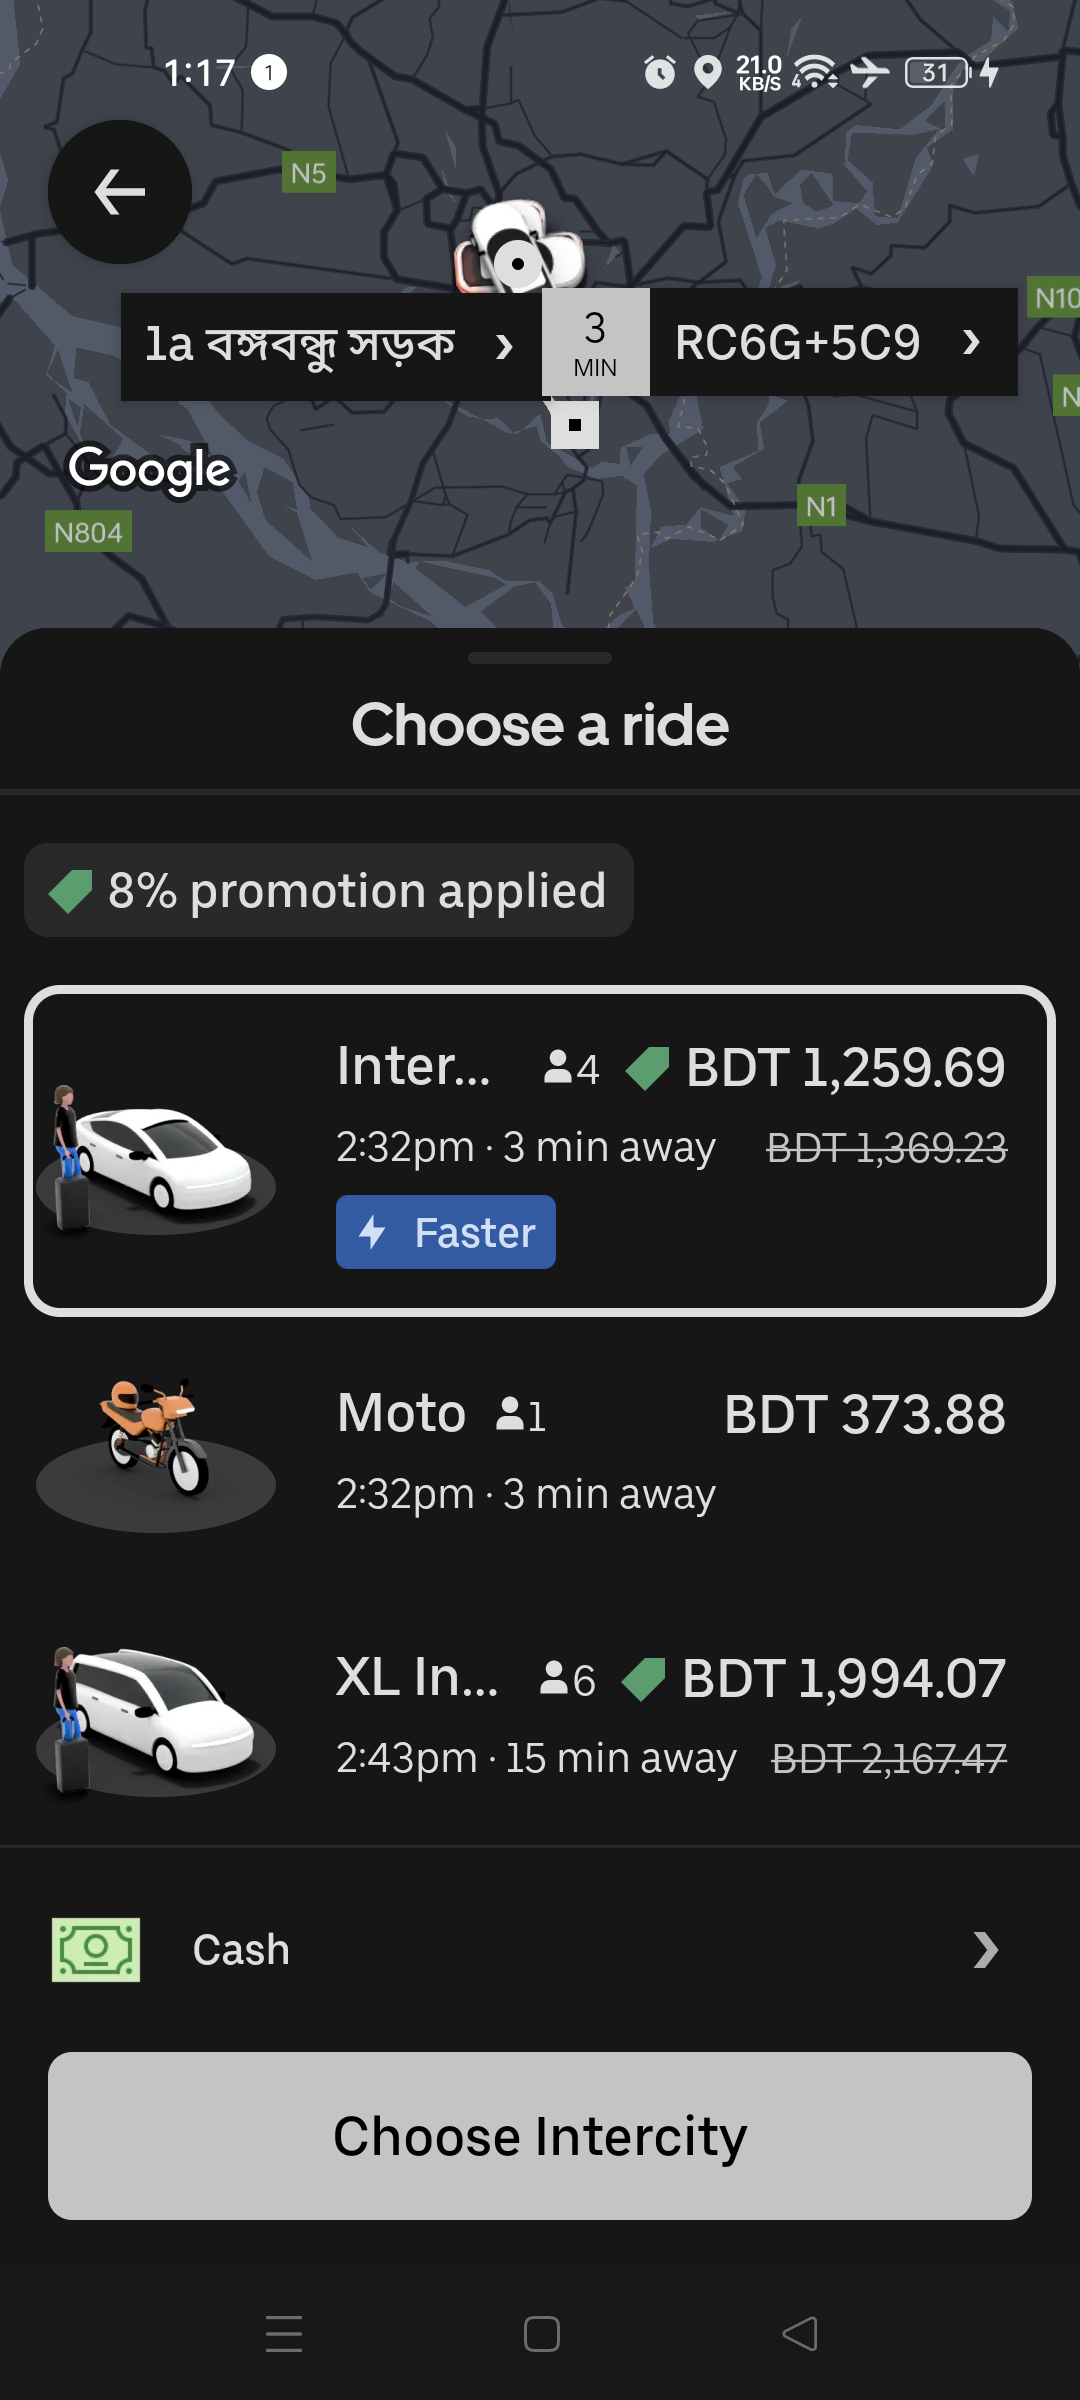 1:17 1 21.0 KB/S 4 31
N5
N10
1a বঙ্গবন্ধু সড়ক
3 MIN
RC6G+5C9
N
Google
N1
N804
Choose a ride
8% promotion applied
Inter... 4 BDT 1,259.69
2:32pm · 3 min away BDT 1,369.23
Faster
Moto 1 BDT 373.88
2:32pm · 3 min away
XL In... 6 BDT 1,994.07
2:43pm · 15 min away BDT 2,167.47
Cash
Choose Intercity